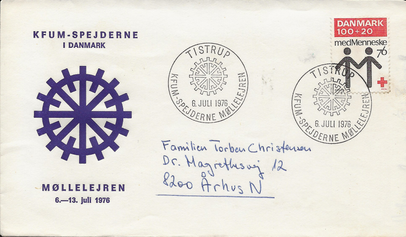 KFUM-SPEJDERNE
I DANMARK
MØLLELEJREN
6.—13. juli 1976
TISTRUP
6. JULI 1976
KFUM-SPEJDERNE MØLLELEJREN
DANMARK
100+20
medMenneske
76
TISTRUP
6. JULI 1976
KFUM-SPEJDERNE MØLLELEJREN
Familien Torben Christensen
Dr. Magrethesvej 12
8200 Århus N